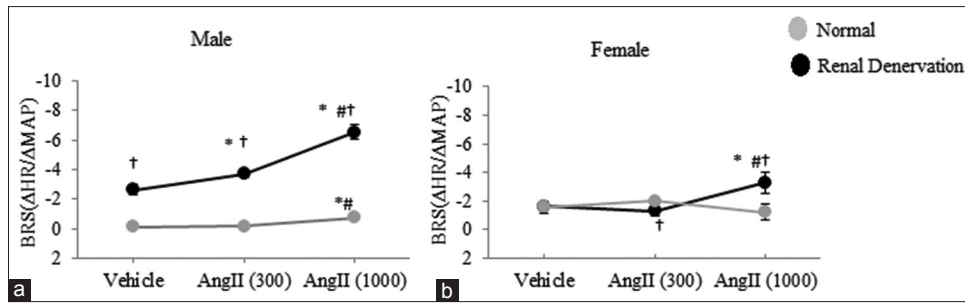 Male
BRS(ΔHR/ΔMAP)
-10
-8
-6
-4
-2
0
2
†
* †
* #†
*#
Vehicle AngII (300) AngII (1000)
a
Female
BRS(ΔHR/ΔMAP)
-10
-8
-6
-4
-2
0
2
†
* #†
Vehicle AngII (300) AngII (1000)
b
Normal
Renal Denervation